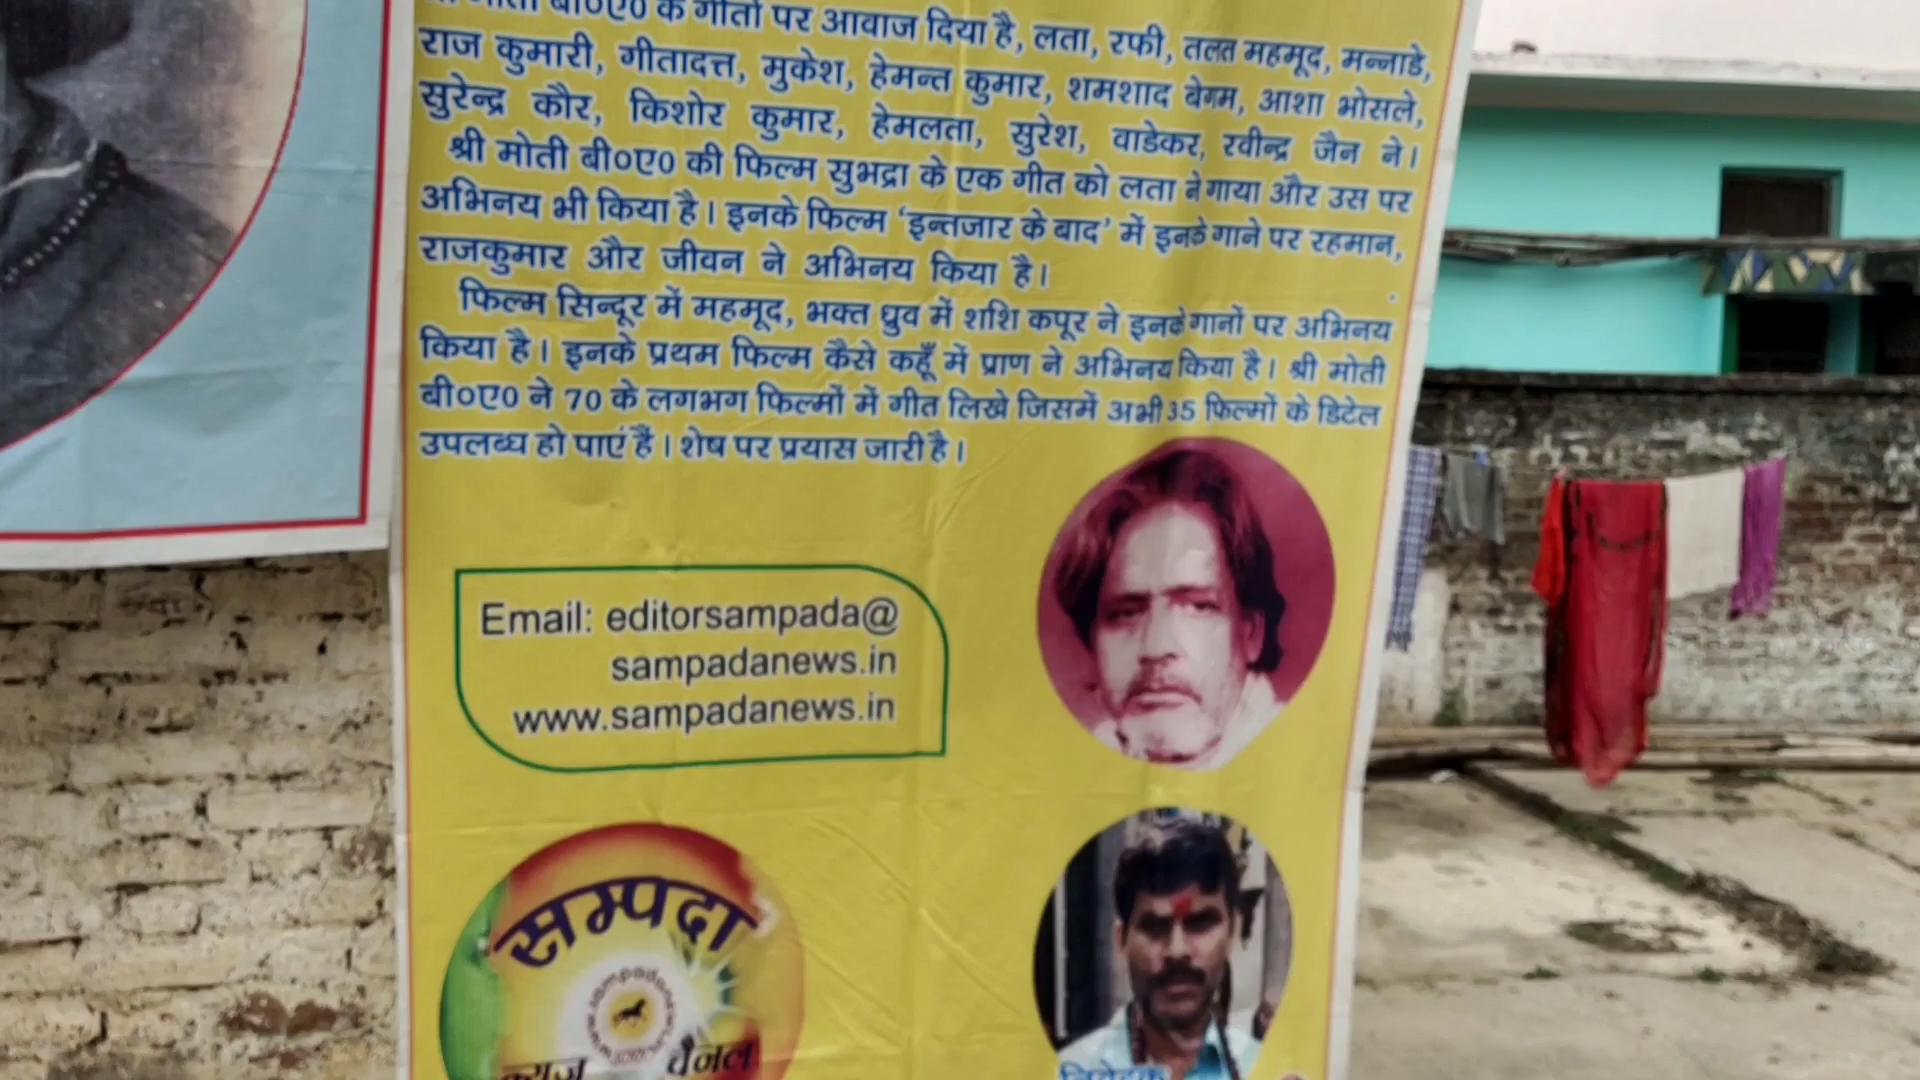 बी०ए० के गीतों पर आवाज दिया है, लता, रफी, तलत महमूद, मन्नाडे,
राज कुमारी, गीतादत्त, मुकेश, हेमन्त कुमार, शमशाद बेगम, आशा भोसले,
सुरेन्द्र कौर, किशोर कुमार, हेमलता, सुरेश, वाडेकर, रवीन्द्र जैन ने।
श्री मोती बी०ए० की फिल्म सुभद्रा के एक गीत को लता ने गाया और उस पर
अभिनय भी किया है। इनके फिल्म ‘इन्तजार के बाद’ में इनके गाने पर रहमान,
राजकुमार और जीवन ने अभिनय किया है।
फिल्म सिन्दूर में महमूद, भक्त ध्रुव में शशि कपूर ने इनके गानों पर अभिनय
किया है। इनके प्रथम फिल्म कैसे कहूँ में प्राण ने अभिनय किया है। श्री मोती
बी०ए० ने 70 के लगभग फिल्मों में गीत लिखे जिसमें अभी 35 फिल्मों के डिटेल
उपलब्ध हो पाएं हैं। शेष पर प्रयास जारी है।
Email: editorsampada@
sampadanews.in
www.sampadanews.in
सम्पदा
चैनल